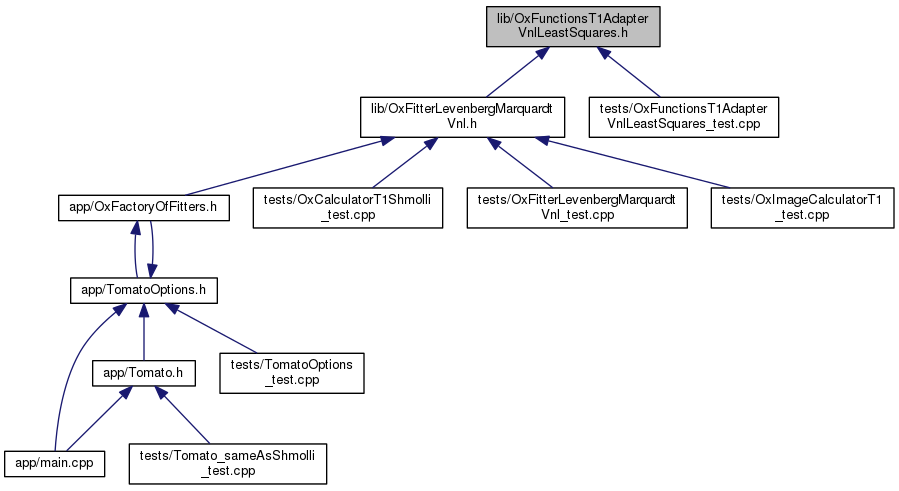 lib/OxFunctionsT1Adapter
VnlLeastSquares.h
lib/OxFitterLevenbergMarquardt
Vnl.h
tests/OxFunctionsT1Adapter
VnlLeastSquares_test.cpp
app/OxFactoryOfFitters.h
tests/OxCalculatorT1Shmolli
_test.cpp
tests/OxFitterLevenbergMarquardt
Vnl_test.cpp
tests/OxImageCalculatorT1
_test.cpp
app/TomatoOptions.h
app/Tomato.h
tests/TomatoOptions
_test.cpp
app/main.cpp
tests/Tomato_sameAsShmolli
_test.cpp